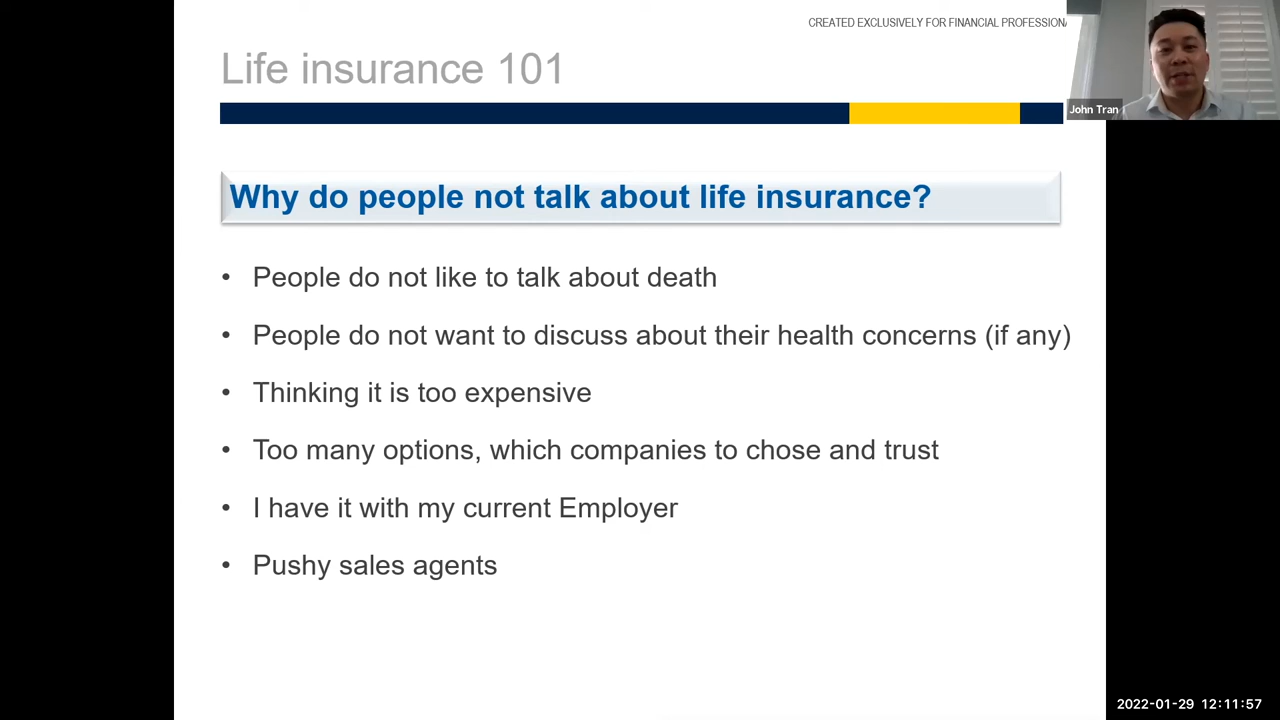 CREATED EXCLUSIVELY FOR FINANCIAL
Life insurance 101
John Tran
Why do people not talk about life insurance?
• People do not like to talk about death
• People do not want to discuss about their health concerns (if any)
• Thinking it is too expensive
• Too many options, which companies to chose and trust
• I have it with my current Employer
• Pushy sales agents
2022-01-29 12:11:57